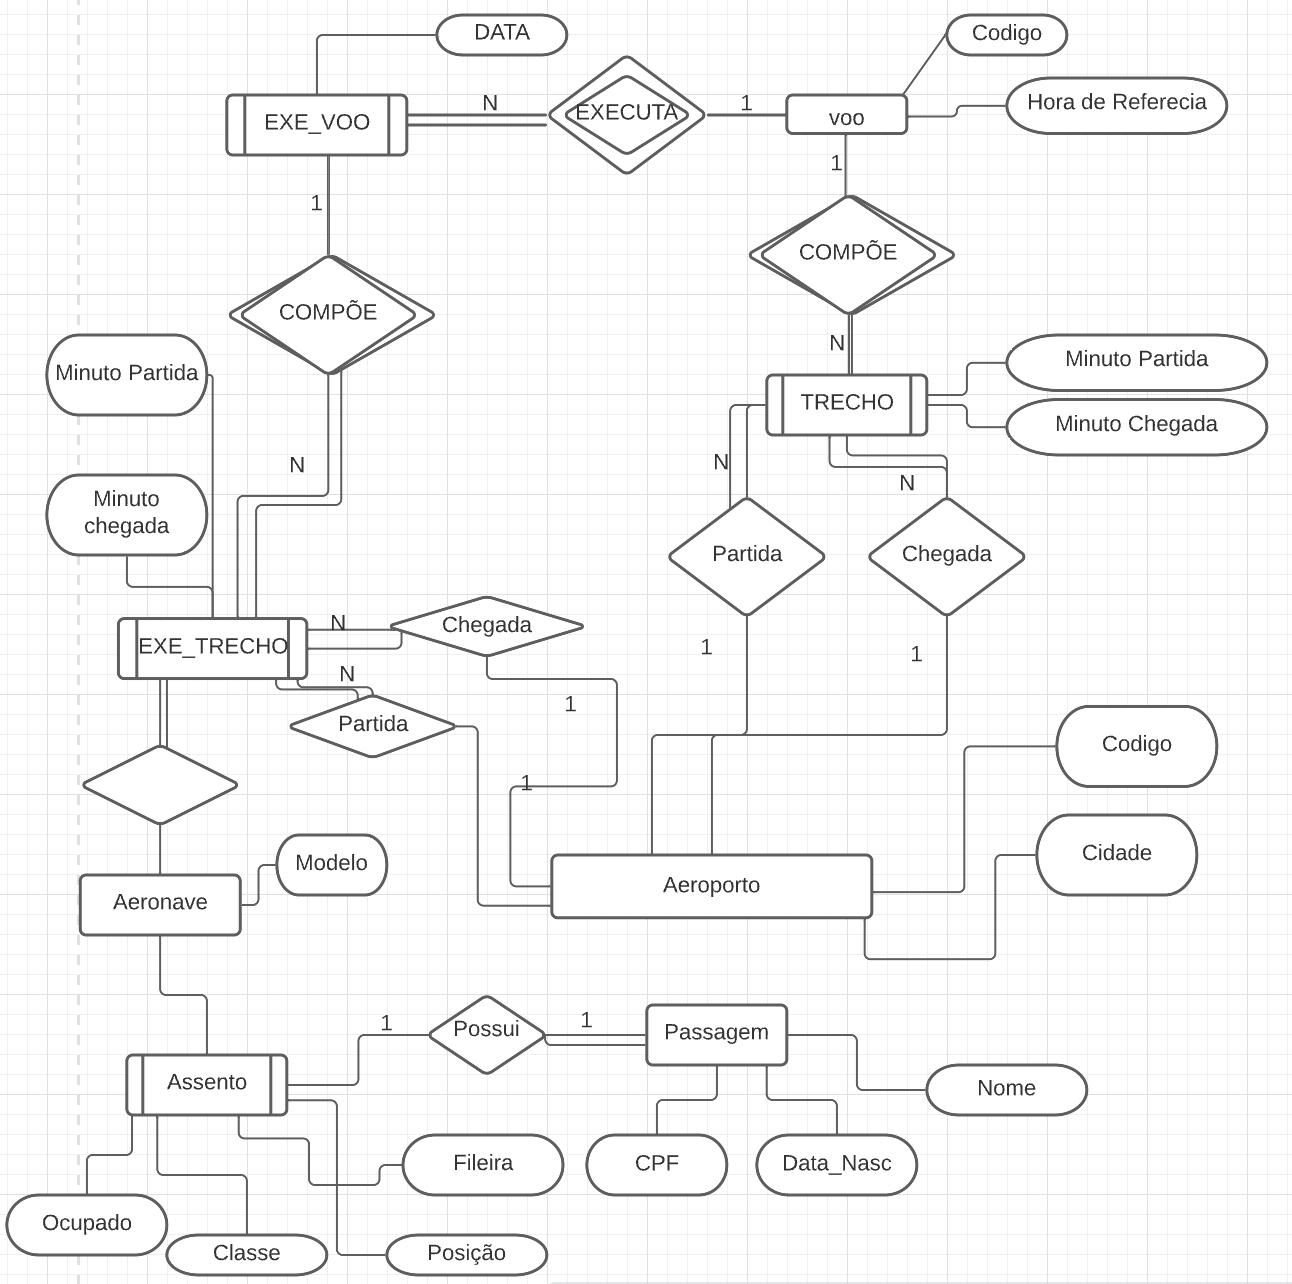 DATA
Codigo
N
EXECUTA
1
EXE_VOO
voo
Hora de Referecia
1
1
COMPÕE
COMPÕE
N
Minuto Partida
Minuto Partida
TRECHO
Minuto Chegada
N
N
N
Minuto
chegada
Partida
Chegada
N
Chegada
EXE_TRECHO
1
1
N
1
Partida
Codigo
1
Cidade
Modelo
Aeroporto
Aeronave
1
Possui
1
Passagem
Assento
Nome
Fileira
CPF
Data_Nasc
Ocupado
Classe
Posição